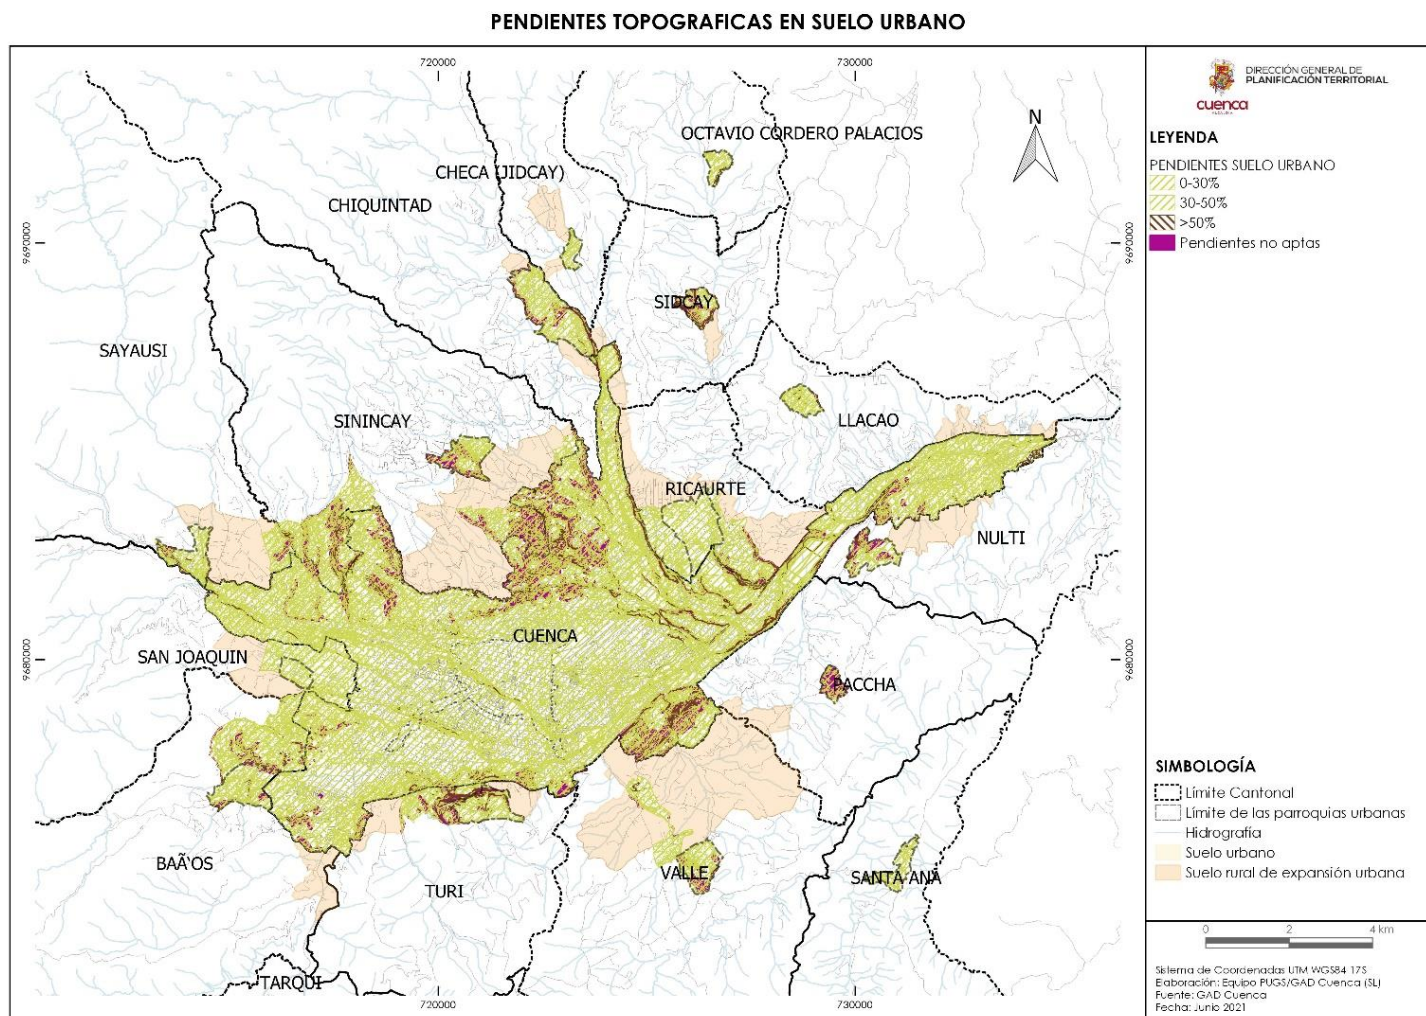 PENDIENTES TOPOGRAFICAS EN SUELO URBANO
720000
730000
DIRECCIÓN GENERAL DE
PLANIFICACIÓN TERRITORIAL
cuenca
N
LEYENDA
PENDIENTES SUELO URBANO
0-30%
30-50%
>50%
Pendientes no aptas
OCTAVIO CORDERO PALACIOS
CHECA (JIDCAY)
CHIQUINTAD
9690000
9690000
SIDCAY
SAYAUSI
SININCAY
LLACAO
RICAURTE
NULTI
CUENCA
SAN JOAQUIN
9680000
9680000
PACCHA
BAÃ'OS
TURI
VALLE
SANTA ANA
TARQUI
720000
730000
SIMBOLOGÍA
Límite Cantonal
Límite de las parroquias urbanas
Hidrografía
Suelo urbano
Suelo rural de expansión urbana
0 2 4 km
Sistema de Coordenadas UTM WGS84 17S
Elaboración: Equipo PUGS/GAD Cuenca (SL)
Fuente: GAD Cuenca
Fecha: Junio 2021